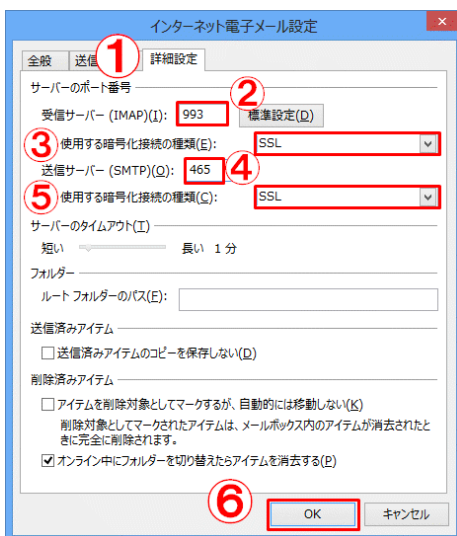 インターネット電子メール設定
全般 送信 ① 詳細設定
サーバーのポート番号
② 
受信サーバー (IMAP)(I): 993 標準設定(D)
③ 使用する暗号化接続の種類(E): SSL
送信サーバー (SMTP)(O): 465 ④
⑤ 使用する暗号化接続の種類(C): SSL
サーバーのタイムアウト(T)
短い 長い 1 分
フォルダー
ルート フォルダーのパス(F):
送信済みアイテム
送信済みアイテムのコピーを保存しない(D)
削除済みアイテム
アイテムを削除対象としてマークするが、自動的には移動しない(K)
削除対象としてマークされたアイテムは、メールボックス内のアイテムが消去されたと
きに完全に削除されます。
オンライン中にフォルダーを切り替えたらアイテムを消去する(P)
⑥ OK キャンセル